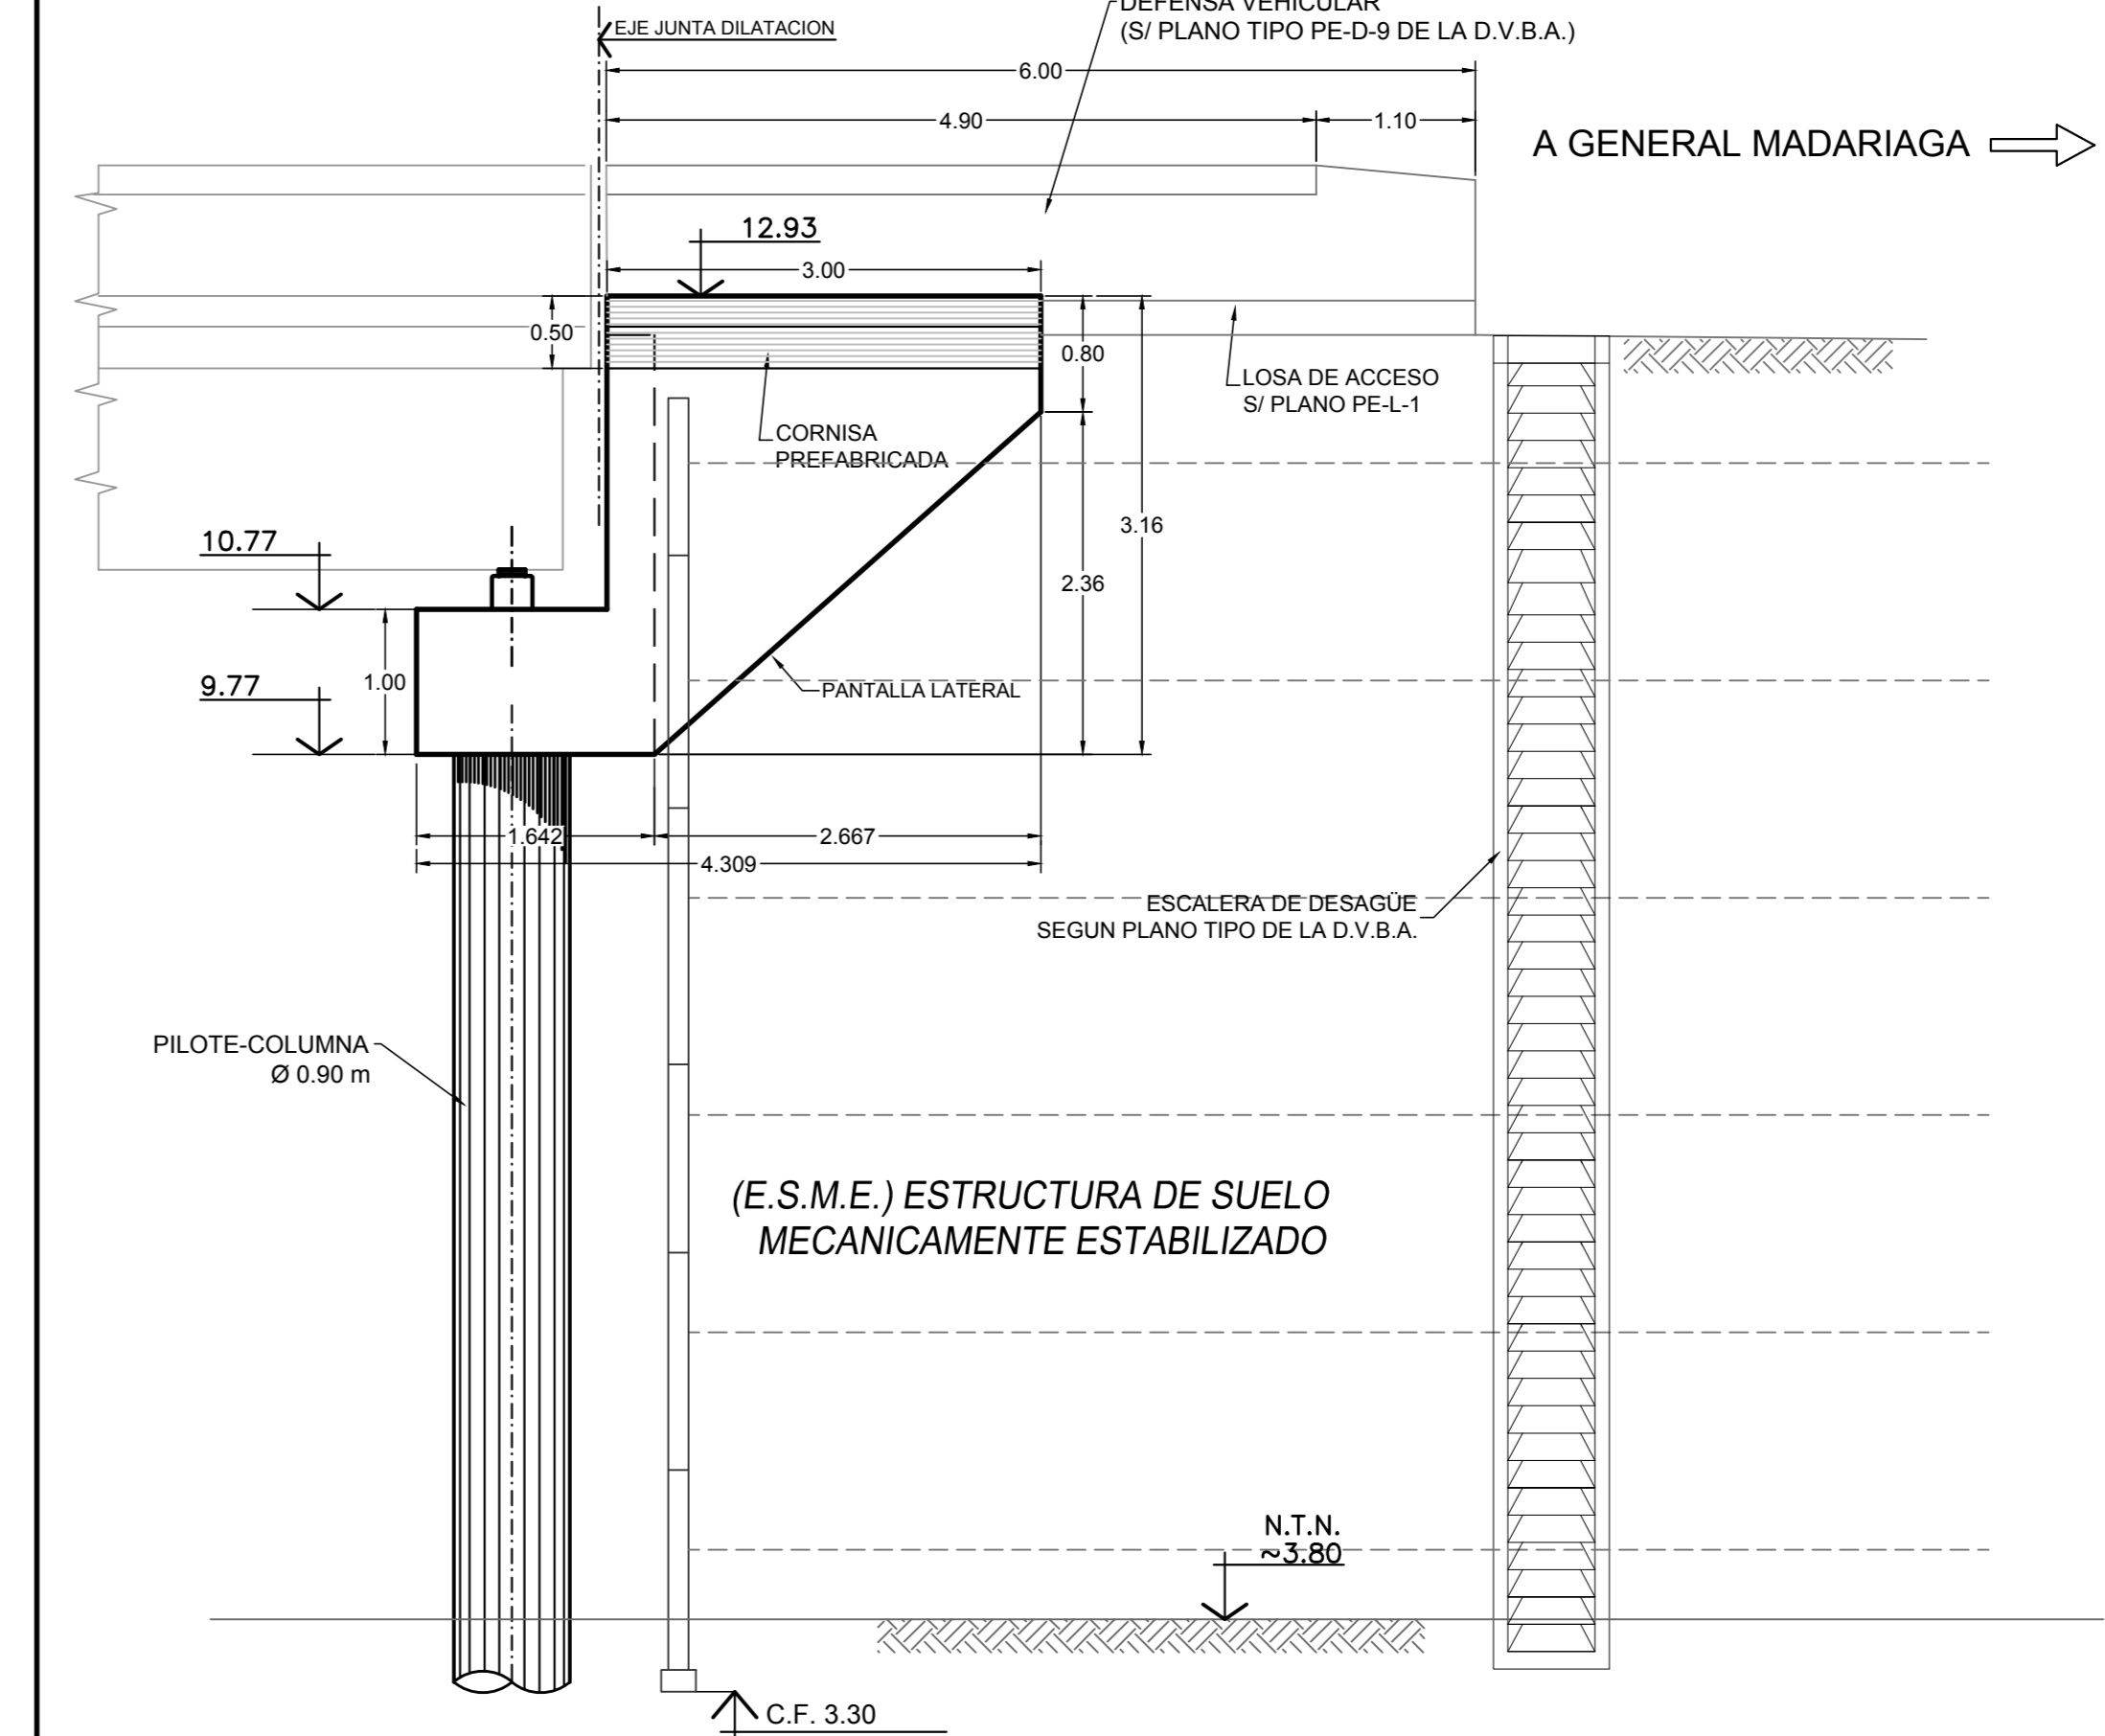 DEFENSA VEHICULAR
(S/ PLANO TIPO PE-D-9 DE LA D.V.B.A.)
EJE JUNTA DILATACION
6.00
4.90
1.10
A GENERAL MADARIAGA
12.93
3.00
0.50
0.80
LOSA DE ACCESO
S/ PLANO PE-L-1
CORNISA
PREFABRICADA
3.16
10.77
2.36
9.77
1.00
PANTALLA LATERAL
1.642
2.667
4.309
ESCALERA DE DESAGÜE
SEGUN PLANO TIPO DE LA D.V.B.A.
PILOTE-COLUMNA
Ø 0.90 m
(E.S.M.E.) ESTRUCTURA DE SUELO
MECANICAMENTE ESTABILIZADO
N.T.N.
~3.80
C.F. 3.30